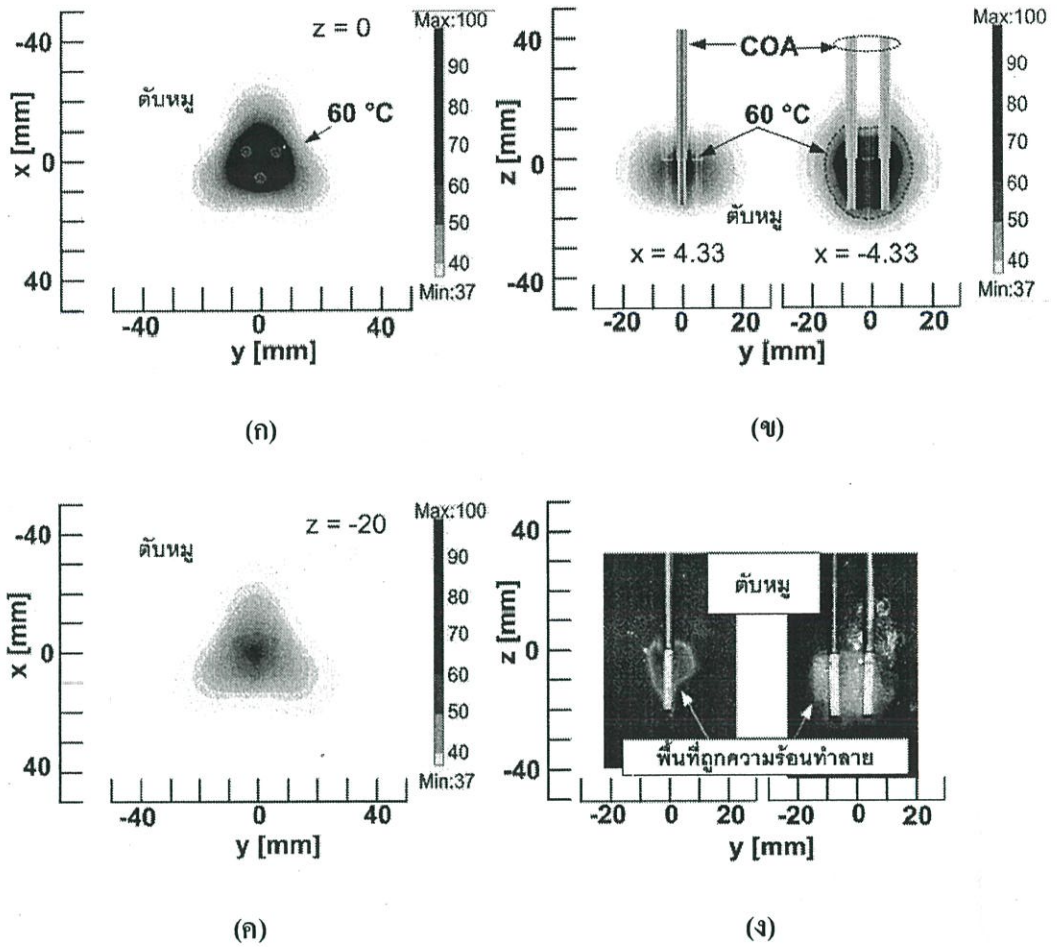 -40
0
40
x [mm]
z = 0
ตับหมู
60 °C
-40 0 40
y [mm]
Max:100
90
80
70
60
50
40
Min:37
(ก)
40
0
-40
z [mm]
COA
60 °C
ตับหมู
x = 4.33
x = -4.33
-20 0 20
-20 0 20
y [mm]
Max:100
90
80
70
60
50
40
Min:37
(ข)
-40
0
40
x [mm]
z = -20
ตับหมู
-40 0 40
y [mm]
Max:100
90
80
70
60
50
40
Min:37
(ค)
40
0
-40
z [mm]
ตับหมู
พื้นที่ถูกความร้อนทำลาย
-20 0 20
-20 0 20
y [mm]
(ง)